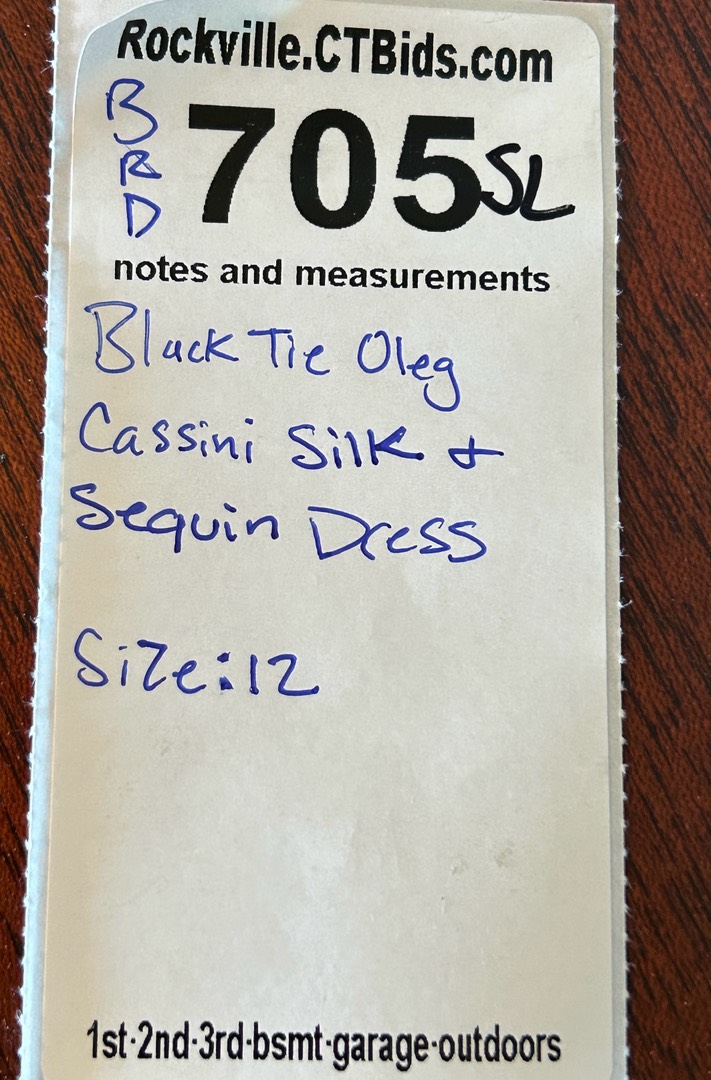 Rockville.CTBids.com
BRD 705SL
notes and measurements
Black Tie Oleg
Cassini Silk +
Sequin Dress
Size:12
1st·2nd·3rd·bsmt·garage·outdoors